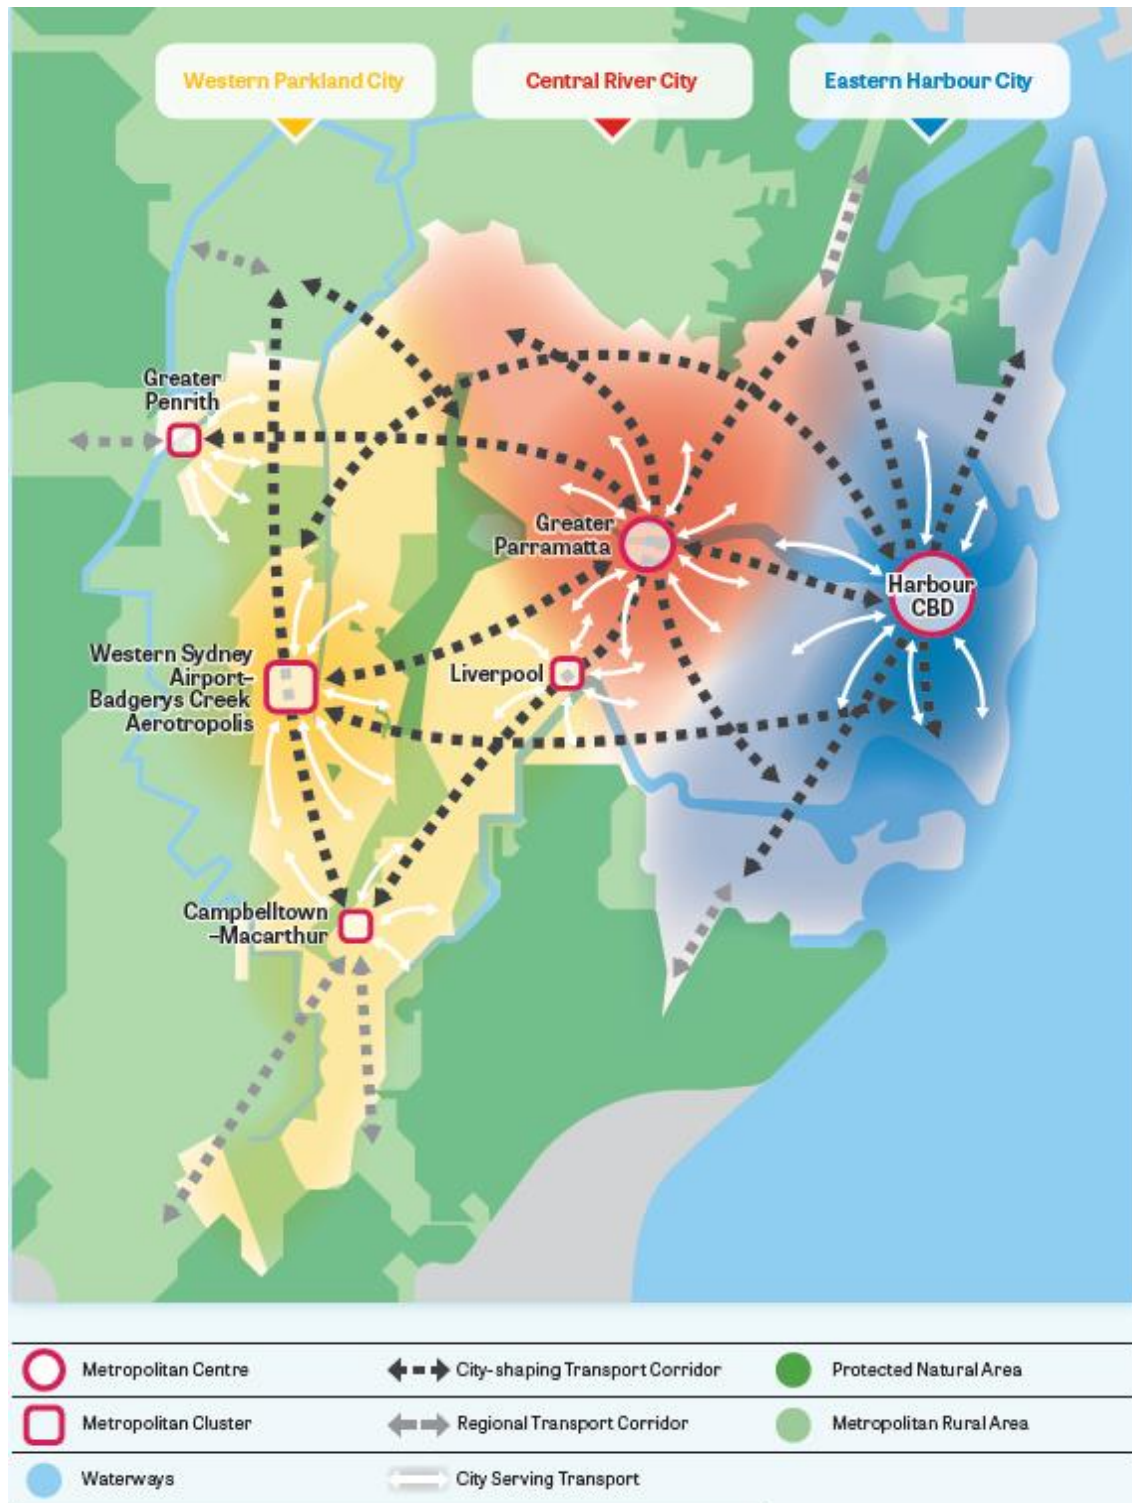 Western Parkland City
Central River City
Eastern Harbour City
Greater
Penrith
Greater
Parramatta
Harbour
CBD
Western Sydney
Airport–
Badgerys Creek
Aerotropolis
Liverpool
Campbelltown
–Macarthur
Metropolitan Centre
City-shaping Transport Corridor
Protected Natural Area
Metropolitan Cluster
Regional Transport Corridor
Metropolitan Rural Area
Waterways
City Serving Transport